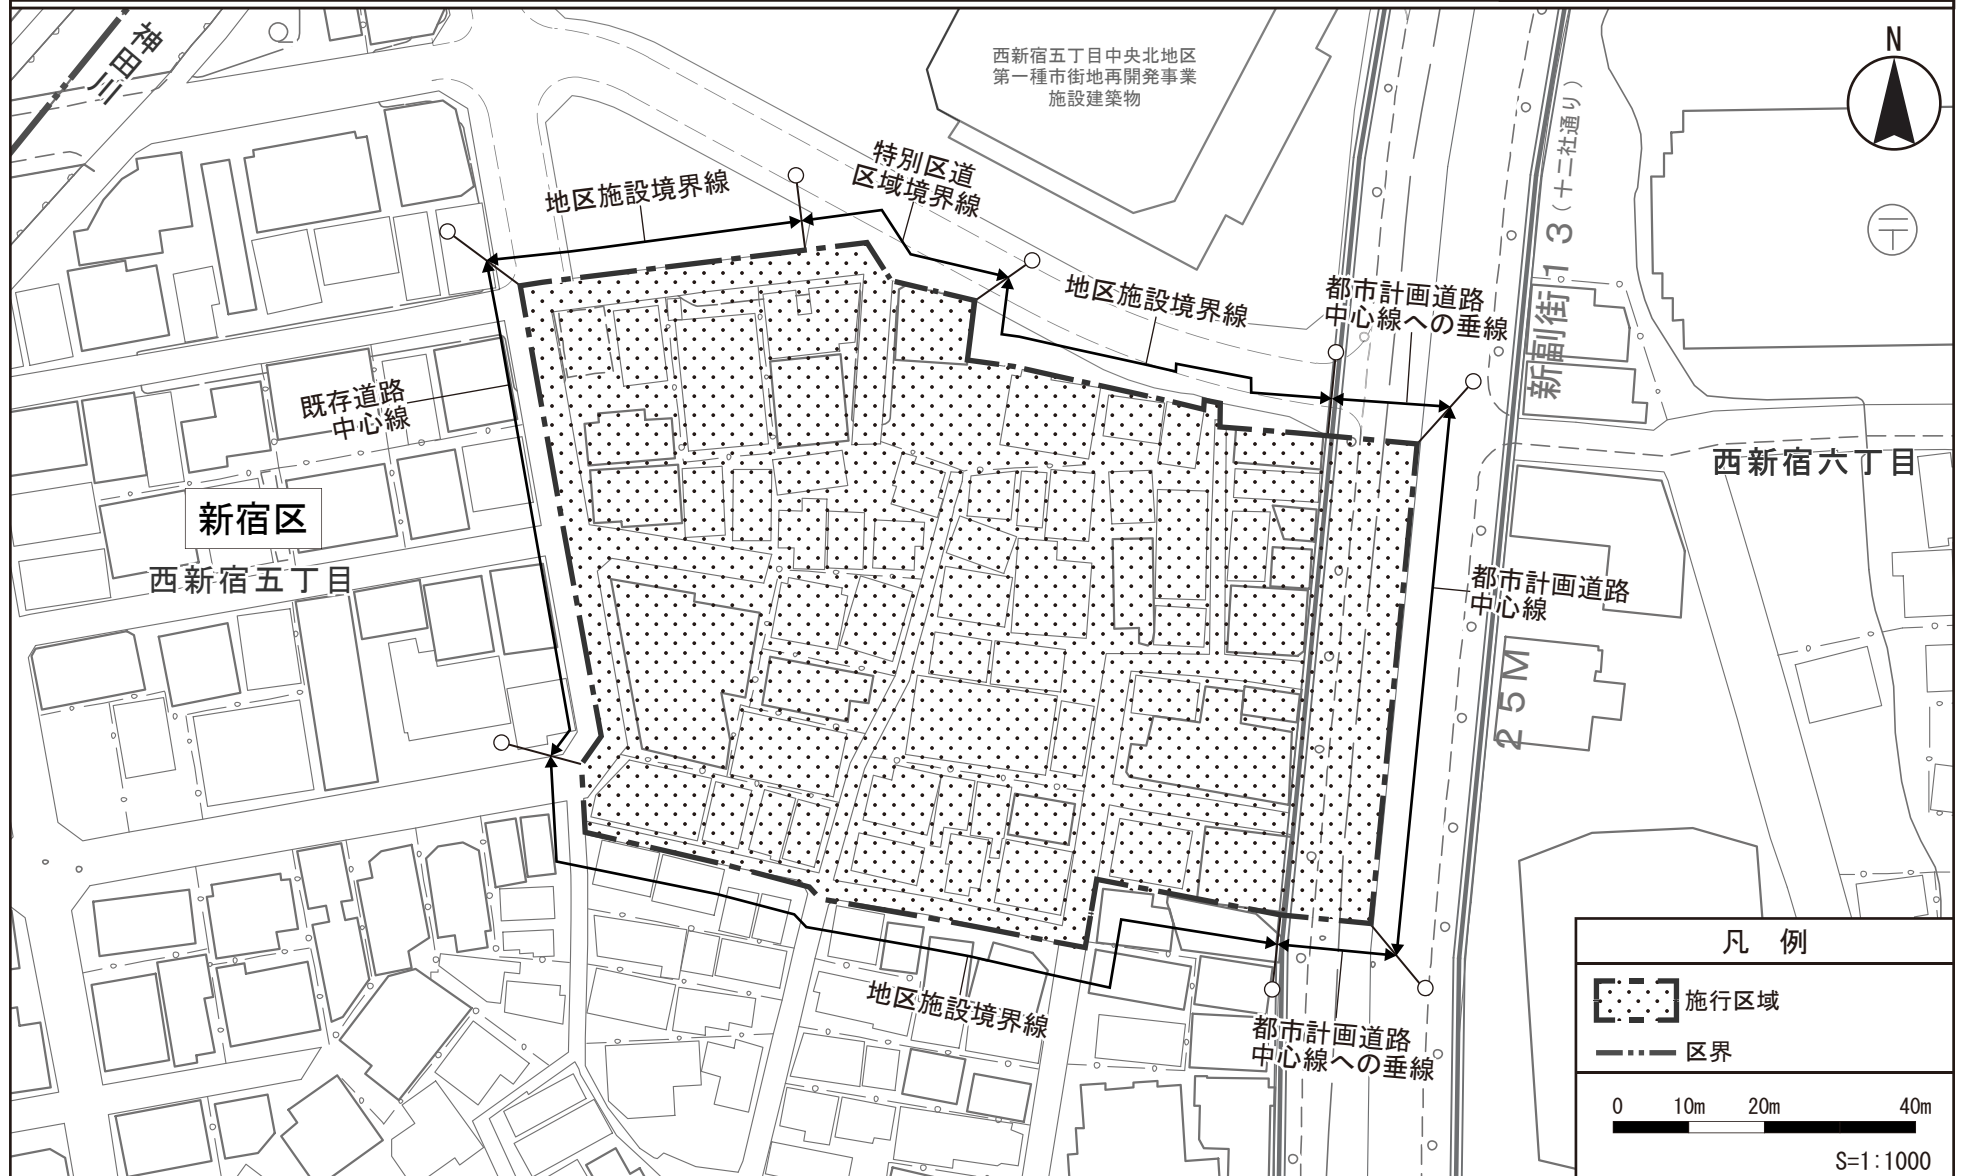 神田川
西新宿五丁目中央北地区
第一種市街地再開発事業
施設建築物
N
特別区道
区域境界線
地区施設境界線
地区施設境界線
都市計画道路
中心線への垂線
新副街13(十二社通り)
既存道路
中心線
西新宿六丁目
新宿区
西新宿五丁目
都市計画道路
中心線
25M
地区施設境界線
都市計画道路
中心線への垂線
凡 例
施行区域
区界
0 10m 20m 40m
S=1:1000